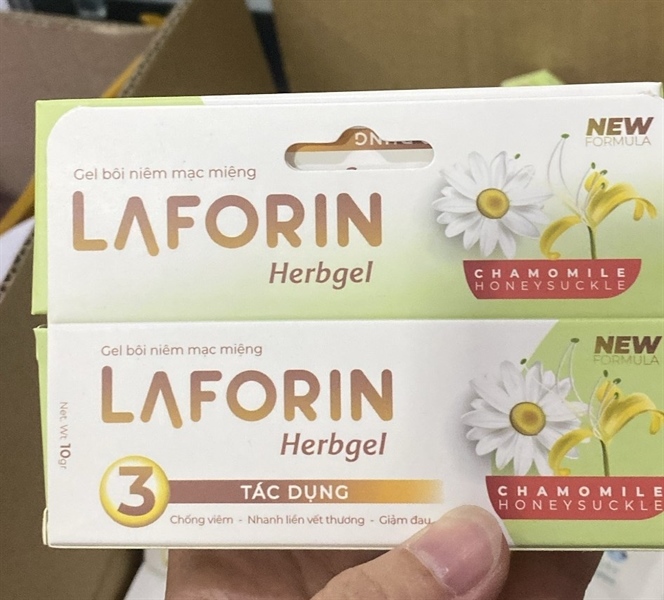 DỤNG
NEW
FORMULA
Gel bôi niêm mạc miệng
LAFORIN
Herbgel
CHAMOMILE
HONEYSUCKLE
NEW
FORMULA
Gel bôi niêm mạc miệng
LAFORIN
Herbgel
Net. Wt. 10gr
3
TÁC DỤNG
CHAMOMILE
HONEYSUCKLE
Chống viêm - Nhanh liền vết thương - Giảm đau